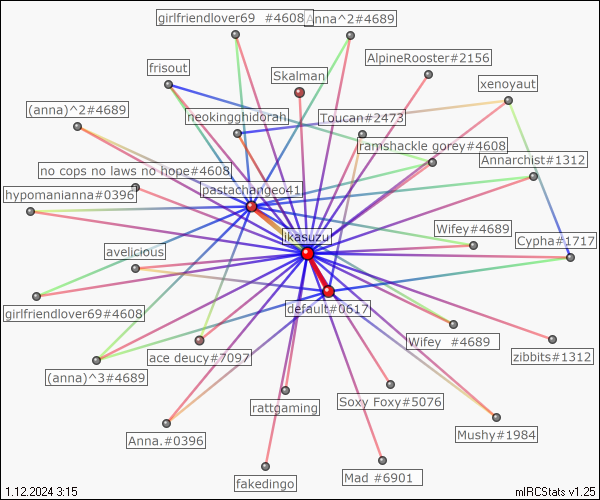 girlfriendlover69 #4608
Anna^2#4689
frisout
Skalman
AlpineRooster#2156
xenoyaut
(anna)^2#4689
neokingghidorah
Toucan#2473
ramshackle gorey#4608
no cops no laws no hope#4608
Annarchist#1312
hypomanianna#0396
pastachangeo41
ikasuzu
Wifey#4689
Cypha#1717
avelicious
girlfriendlover69#4608
default#0617
ace deucy#7097
Wifey #4689
zibbits#1312
(anna)^3#4689
rattgaming
Soxy Foxy#5076
Anna.#0396
Mushy#1984
fakedingo
Mad #6901
1.12.2024 3:15
mIRCStats v1.25